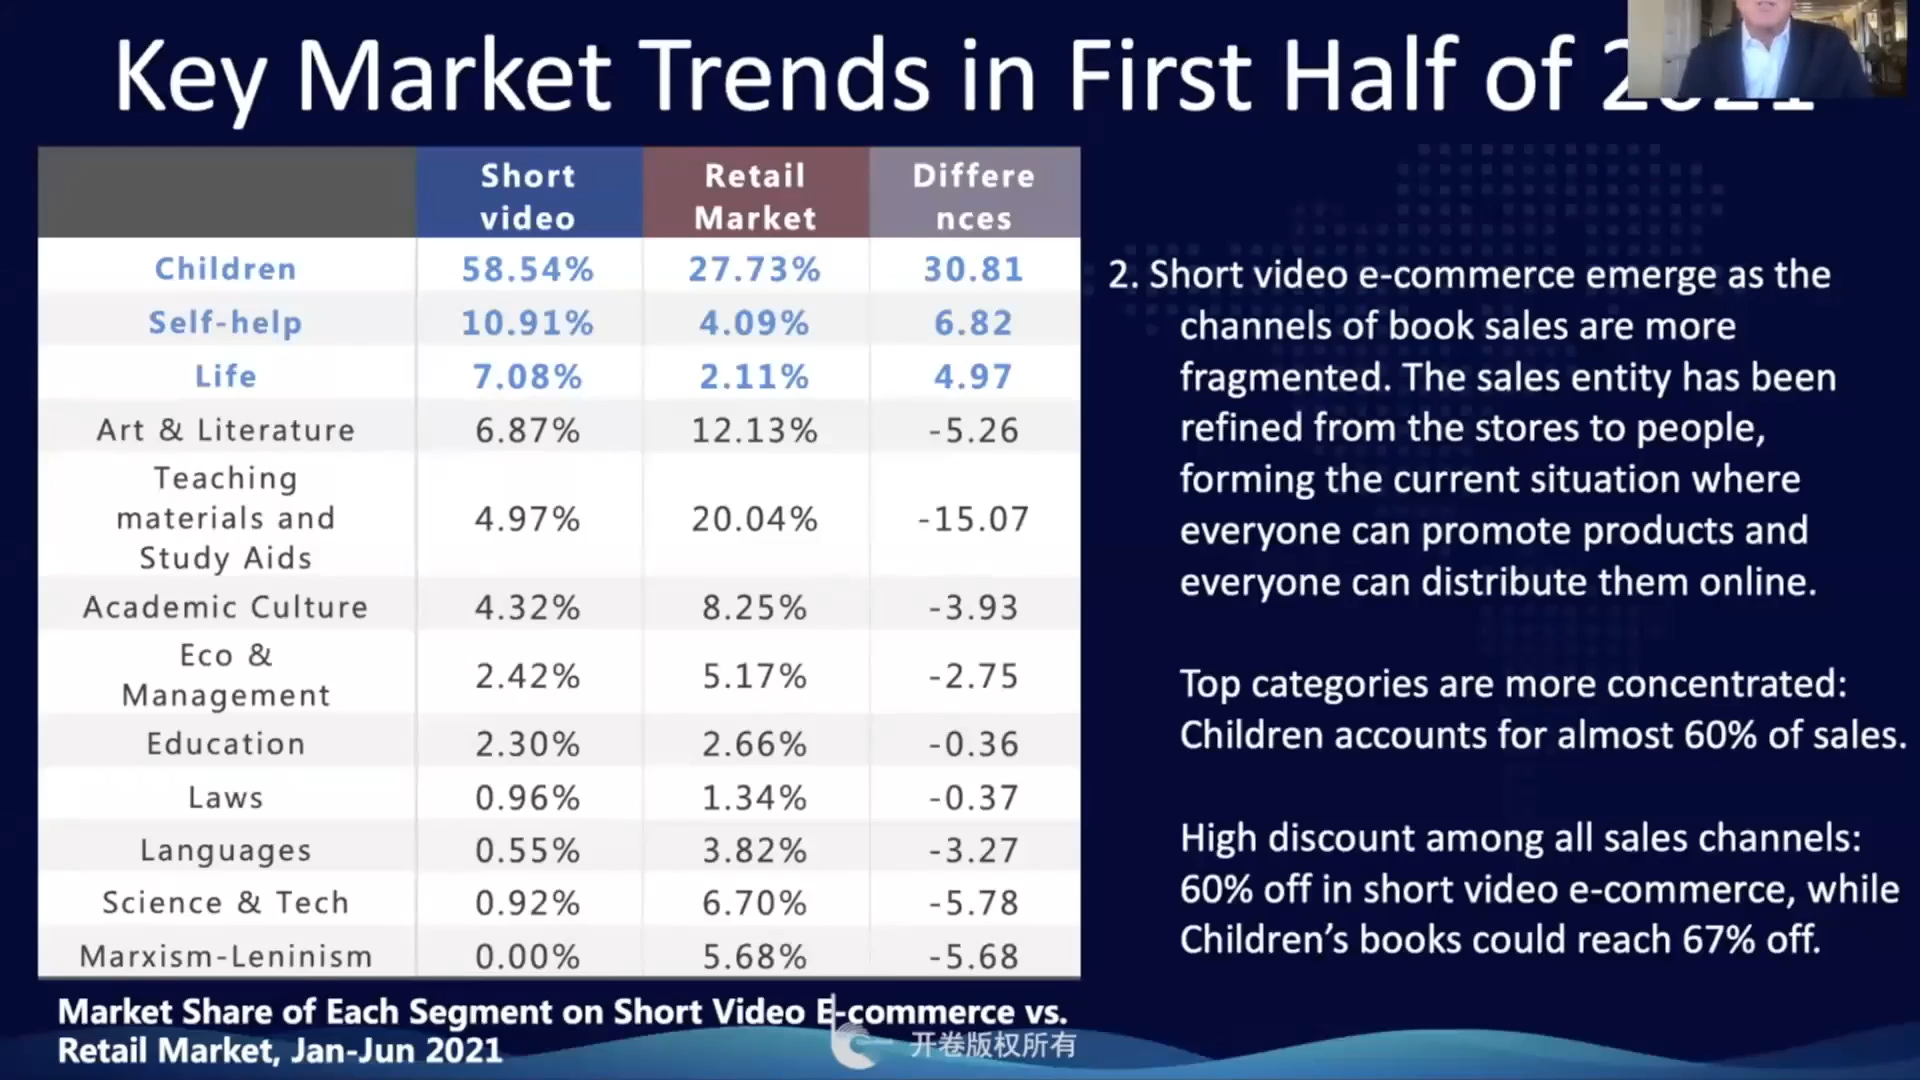 Key Market Trends in First Half of 2021
Short video
Retail Market
Differe nces
Children 58.54% 27.73% 30.81
Self-help 10.91% 4.09% 6.82
Life 7.08% 2.11% 4.97
Art & Literature 6.87% 12.13% -5.26
Teaching materials and Study Aids 4.97% 20.04% -15.07
Academic Culture 4.32% 8.25% -3.93
Eco & Management 2.42% 5.17% -2.75
Education 2.30% 2.66% -0.36
Laws 0.96% 1.34% -0.37
Languages 0.55% 3.82% -3.27
Science & Tech 0.92% 6.70% -5.78
Marxism-Leninism 0.00% 5.68% -5.68
Market Share of Each Segment on Short Video E-commerce vs.
Retail Market, Jan-Jun 2021
2. Short video e-commerce emerge as the
channels of book sales are more
fragmented. The sales entity has been
refined from the stores to people,
forming the current situation where
everyone can promote products and
everyone can distribute them online.
Top categories are more concentrated:
Children accounts for almost 60% of sales.
High discount among all sales channels:
60% off in short video e-commerce, while
Children's books could reach 67% off.
开卷版权所有